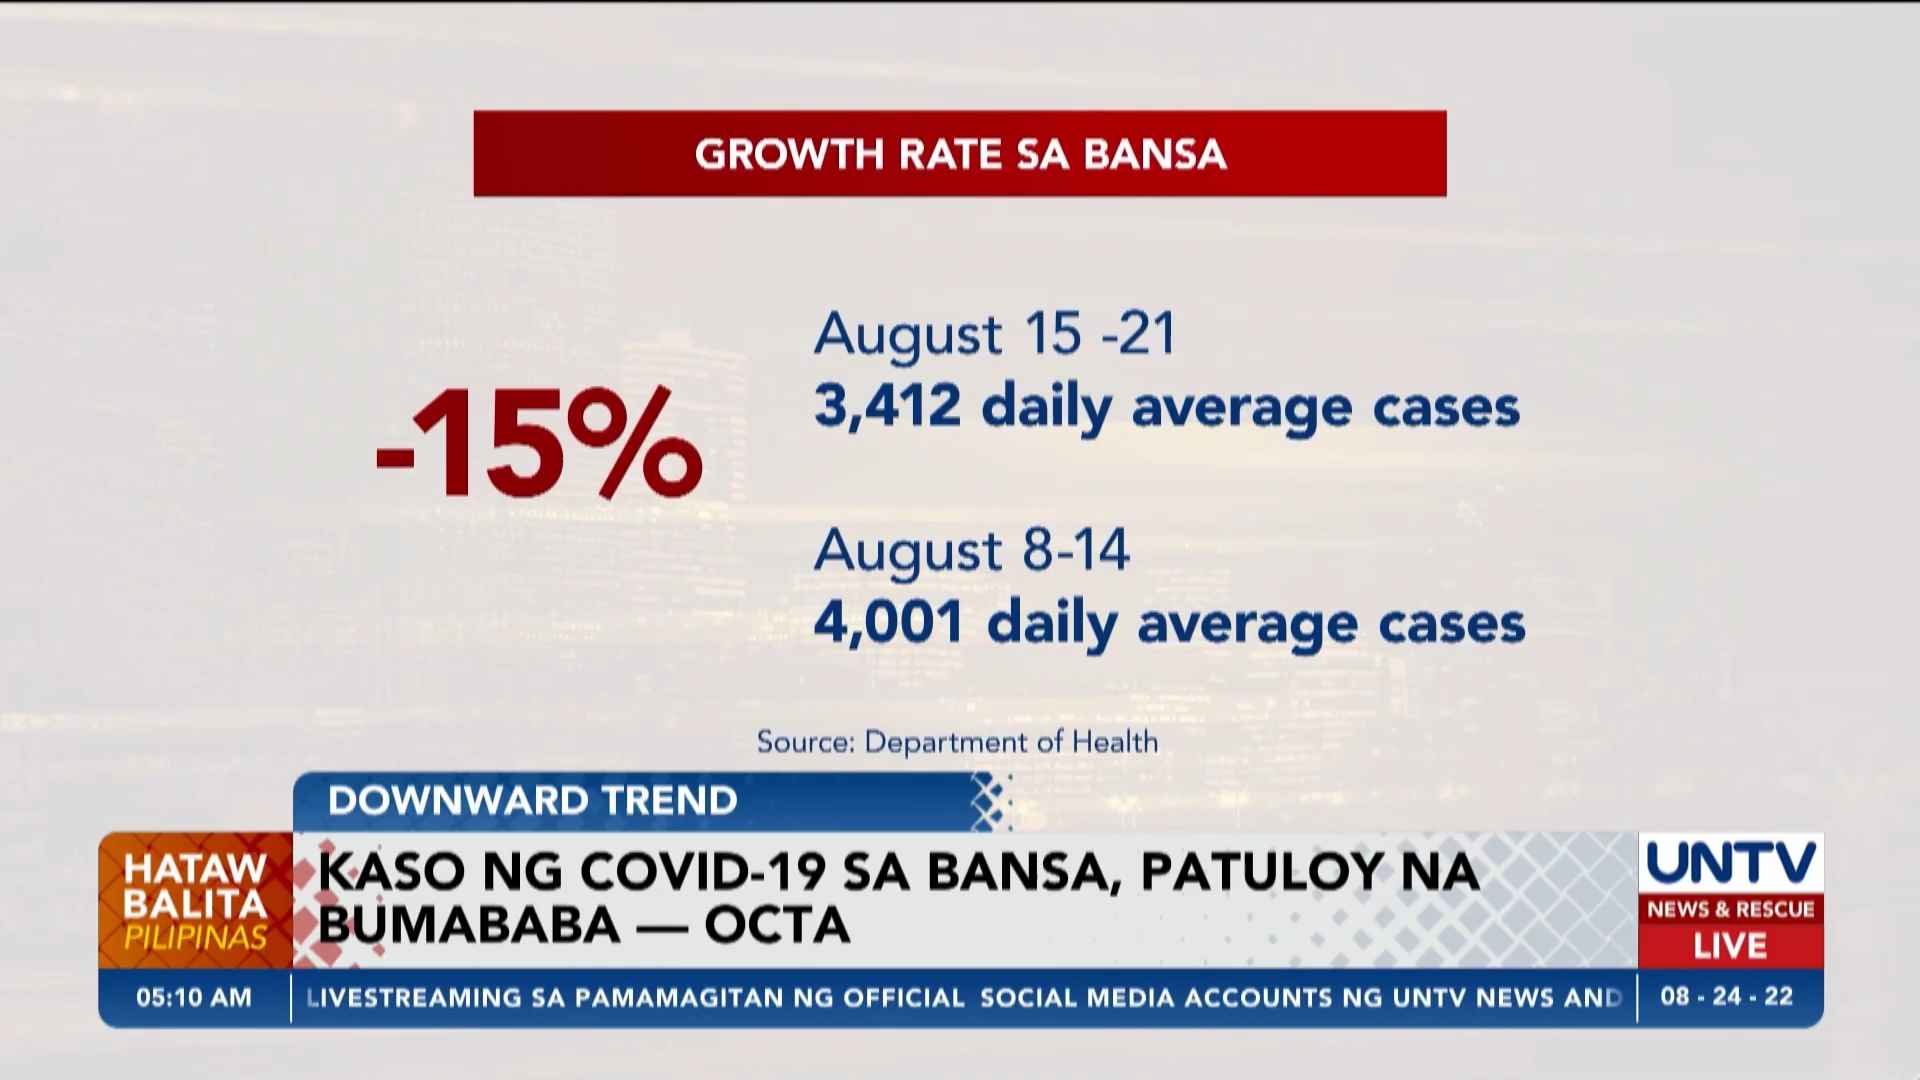 GROWTH RATE SA BANSA
-15%
August 15 -21
3,412 daily average cases
August 8-14
4,001 daily average cases
Source: Department of Health
DOWNWARD TREND
HATAW
BALITA
PILIPINAS
KASO NG COVID-19 SA BANSA, PATULOY NA
BUMABABA — OCTA
UNTV
NEWS & RESCUE
LIVE
05:10 AM
LIVESTREAMING SA PAMAMAGITAN NG OFFICIAL SOCIAL MEDIA ACCOUNTS NG UNTV NEWS AND
08 - 24 - 22